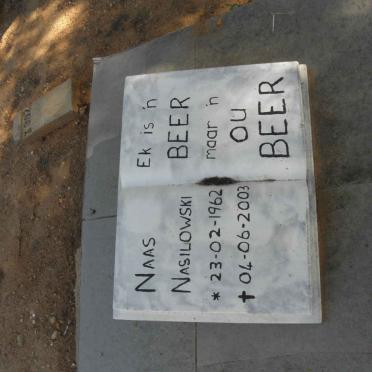 NAAS
NASILOWSKI
* 23-02-1962
✝ 04-06-2003
Ek is 'n
BEER
maar 'n
OU
BEER